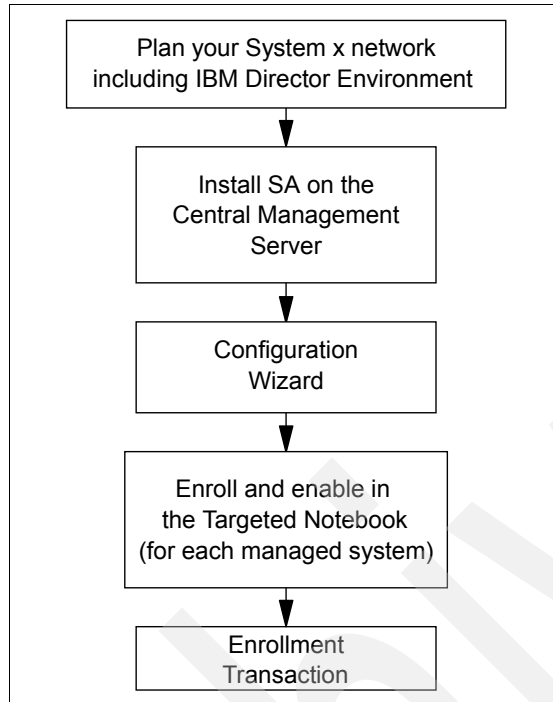 Plan your System x network
including IBM Director Environment
Install SA on the
Central Management
Server
Configuration
Wizard
Enroll and enable in
the Targeted Notebook
(for each managed system)
Enrollment
Transaction